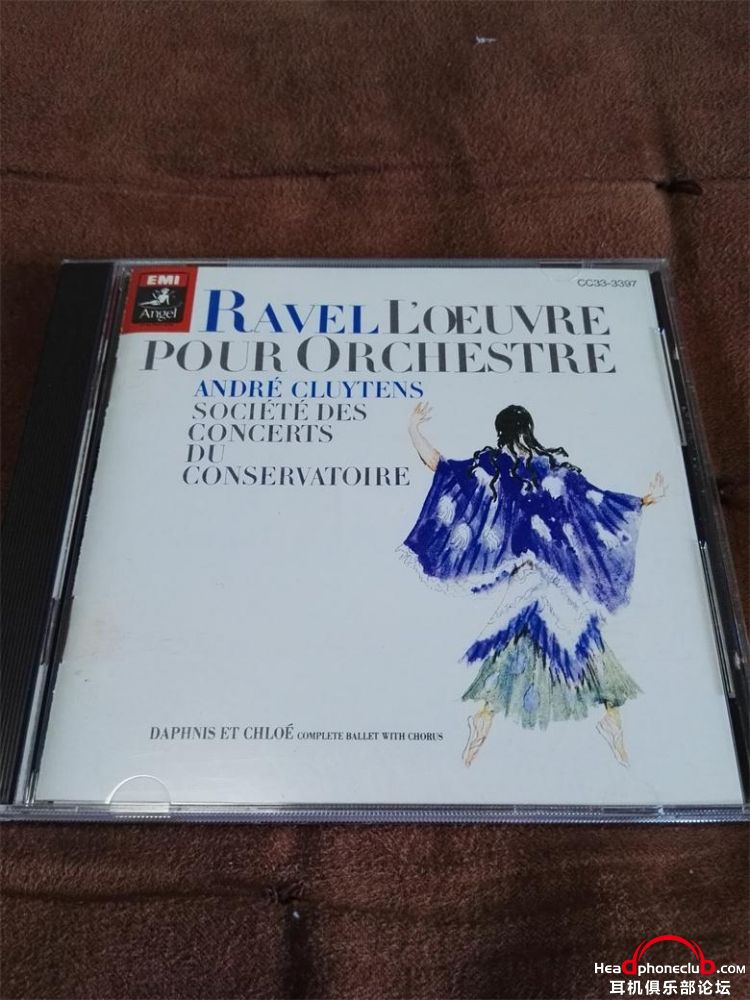 EMI
Angel
CC33-3397
RAVEL L'ŒUVRE
POUR ORCHESTRE
ANDRÉ CLUYTENS
SOCIÉTÉ DES
CONCERTS
DU
CONSERVATOIRE
DAPHNIS ET CHLOÉ COMPLETE BALLET WITH CHORUS
Headphoneclub.com
耳机俱乐部论坛